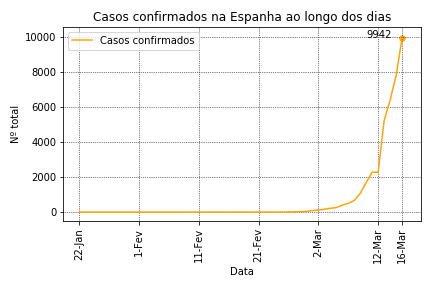 Casos confirmados na Espanha ao longo dos dias
Casos confirmados
9942
Nº total
10000
8000
6000
4000
2000
0
22-Jan
1-Fev
11-Fev
21-Fev
2-Mar
12-Mar
16-Mar
Data